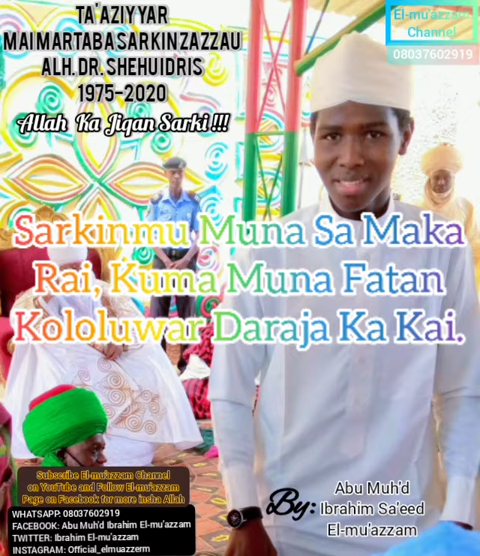 TA'AZIYYAR
MAI MARTABA SARKIN ZAZZAU
ALH. DR. SHEHU IDRIS
1975-2020
Allah Ka Jiqan Sarki !!!
El-mu'azzam
Channel
08037602919
Sarkinmu Muna Sa Maka
Rai, Kuma Muna Fatan
Kololuwar Daraja Ka Kai.
Subscribe El-mu'azzam Channel
on YouTube and Follow El-mu'azzam
Page on Facebook for more insha Allah
WHATSAPP: 08037602919
FACEBOOK: Abu Muh'd Ibrahim El-mu'azzam
TWITTER: Ibrahim El-mu'azzam
INSTAGRAM: Official_elmuazzerm
By:
Abu Muh'd
Ibrahim Sa'eed
El-mu'azzam